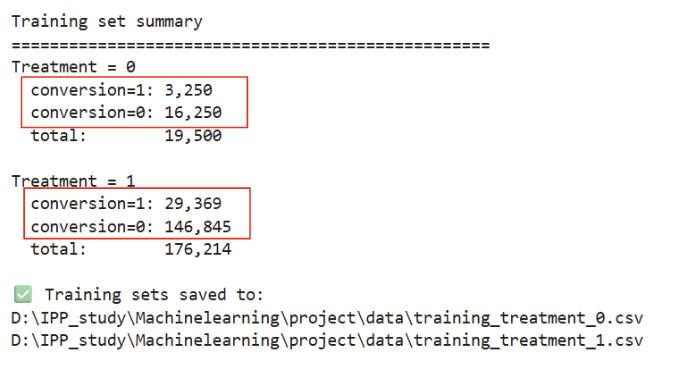 Training set summary
==================================================
Treatment = 0
conversion=1: 3,250
conversion=0: 16,250
total: 19,500
Treatment = 1
conversion=1: 29,369
conversion=0: 146,845
total: 176,214
✅ Training sets saved to:
D:\IPP_study\Machinelearning\project\data\training_treatment_0.csv
D:\IPP_study\Machinelearning\project\data\training_treatment_1.csv